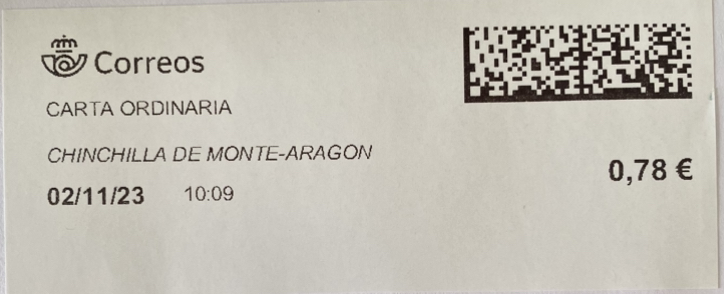 Correos
CARTA ORDINARIA
CHINCHILLA DE MONTE-ARAGON
0,78 €
02/11/23 10:09